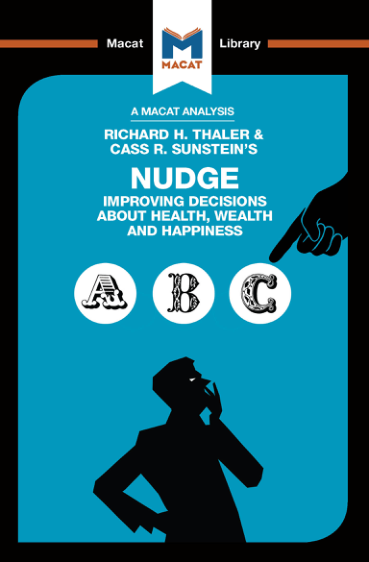 Macat Library
MACAT
A MACAT ANALYSIS
RICHARD H. THALER &
CASS R. SUNSTEIN'S
NUDGE
IMPROVING DECISIONS
ABOUT HEALTH, WEALTH
AND HAPPINESS
A B C